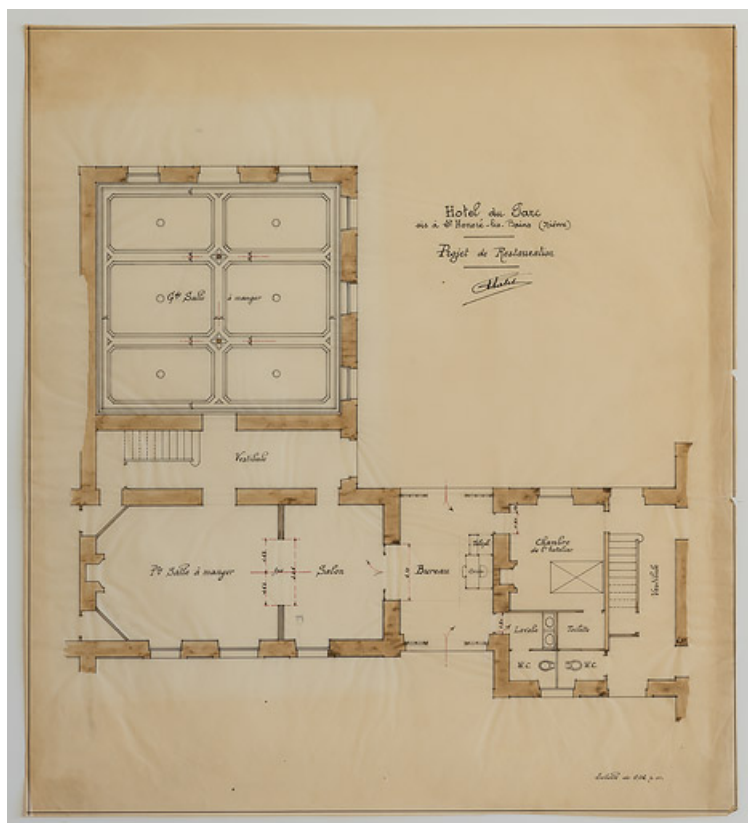 Hotel du Parc
sis à St Honoré-les-Bains (Nièvre)
Projet de Restauration
Gde Salle à manger
Vestibule
Pte Salle à manger
Salon
Bureau
Chambre
de l'hôtelier
Vestibule
Lavabo
Toilette
W.C
W.C.